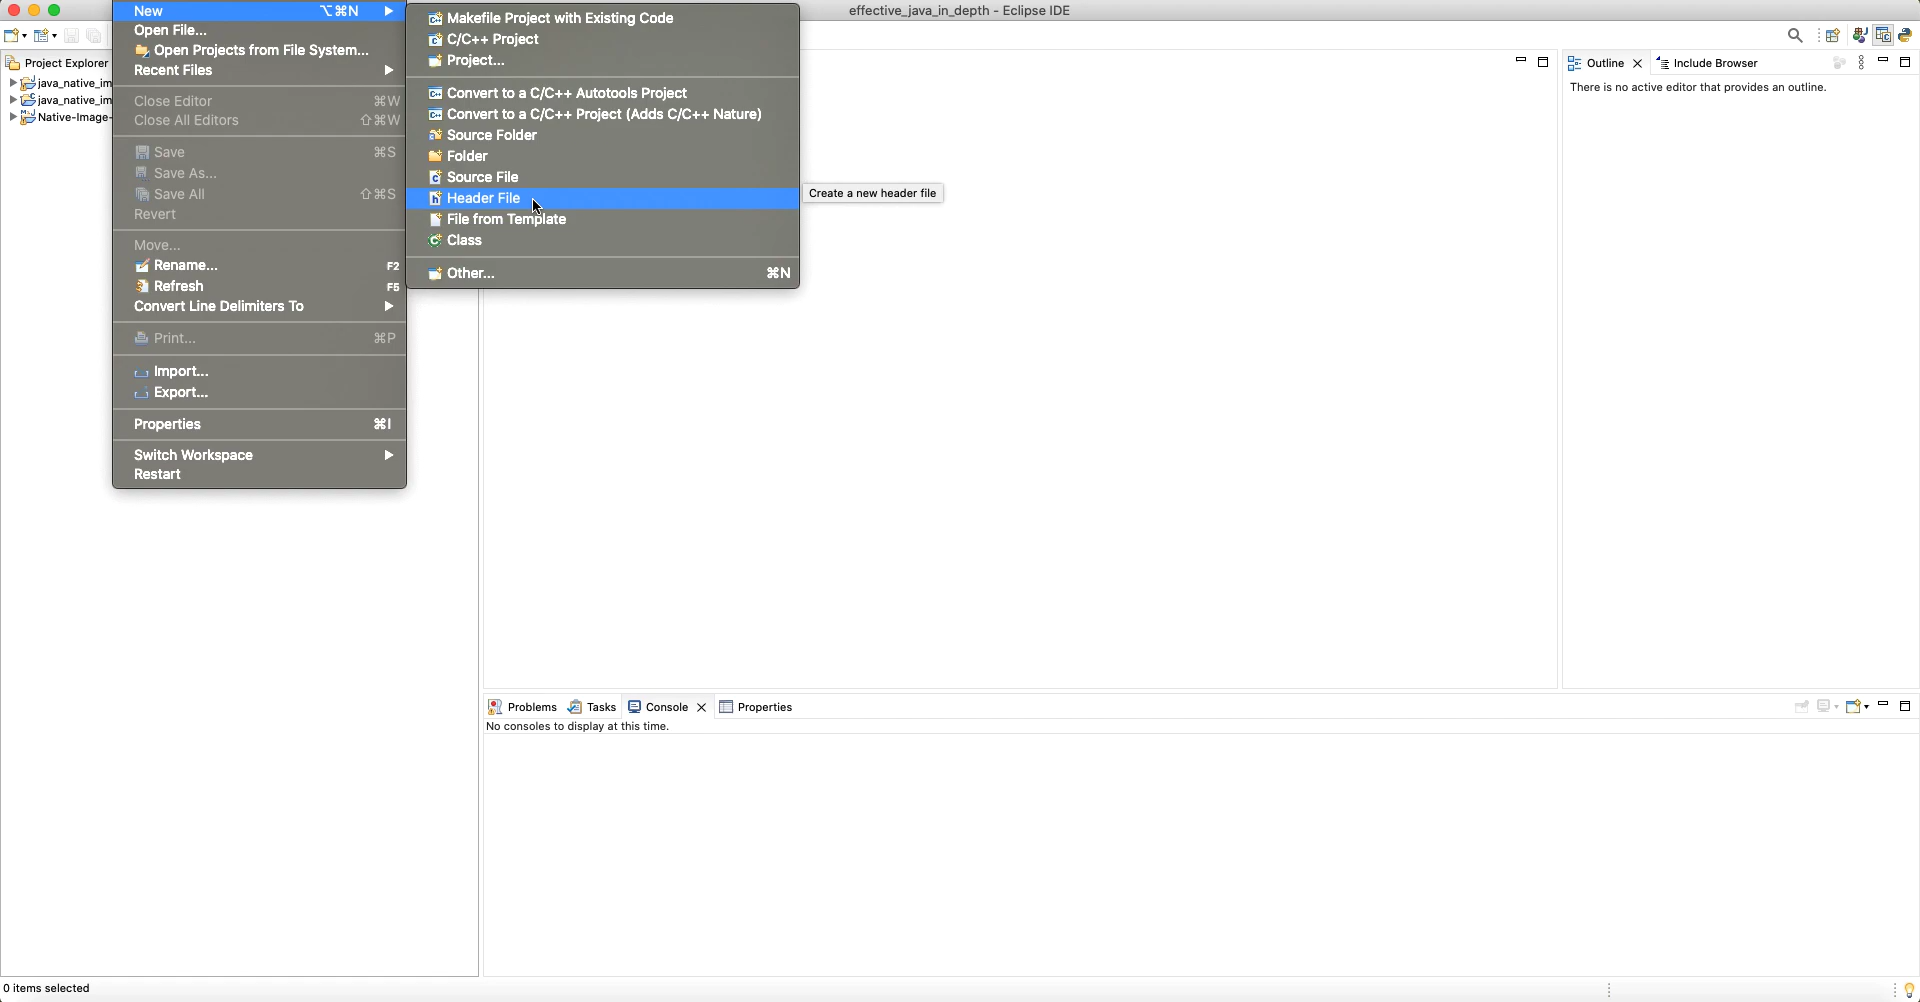 effective_java_in_depth - Eclipse IDE
New ⌥⌘N
Open File...
Open Projects from File System...
Recent Files
Close Editor ⌘W
Close All Editors ⇧⌘W
Save ⌘S
Save As...
Save All ⇧⌘S
Revert
Move...
Rename... F2
Refresh F5
Convert Line Delimiters To
Print... ⌘P
Import...
Export...
Properties ⌘I
Switch Workspace
Restart
Makefile Project with Existing Code
C/C++ Project
Project...
Convert to a C/C++ Autotools Project
Convert to a C/C++ Project (Adds C/C++ Nature)
Source Folder
Folder
Source File
Header File
File from Template
Class
Other... ⌘N
Create a new header file
Project Explorer
java_native_im
java_native_im
Native-Image-
Outline
Include Browser
There is no active editor that provides an outline.
Problems
Tasks
Console
Properties
No consoles to display at this time.
0 items selected